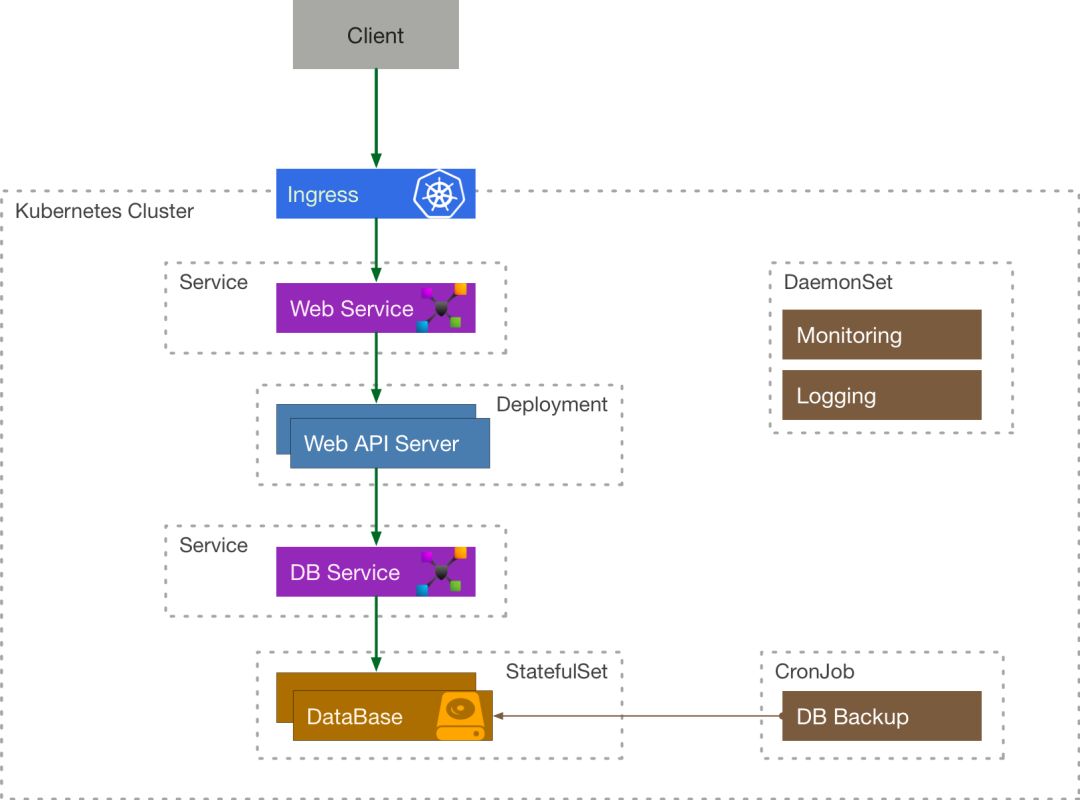 Client
Ingress
Kubernetes Cluster
Service
Web Service
DaemonSet
Monitoring
Logging
Deployment
Web API Server
Service
DB Service
StatefulSet
DataBase
CronJob
DB Backup